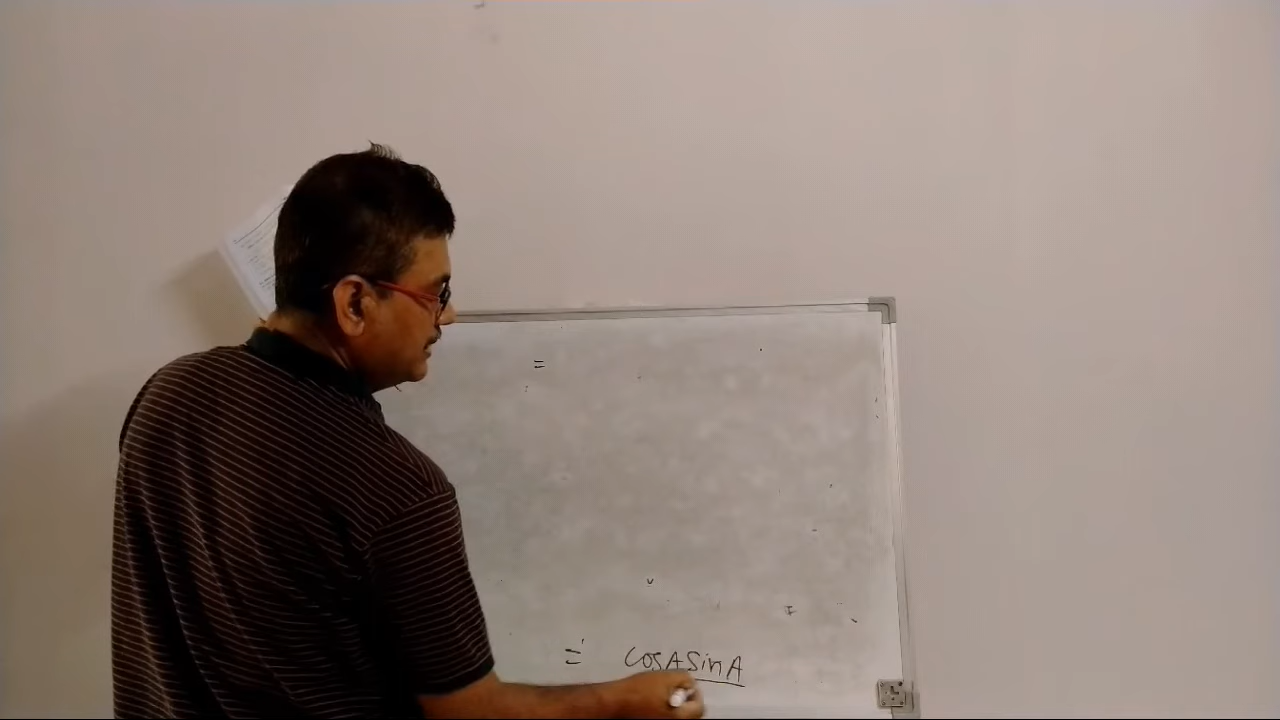 =
= cosAsinA